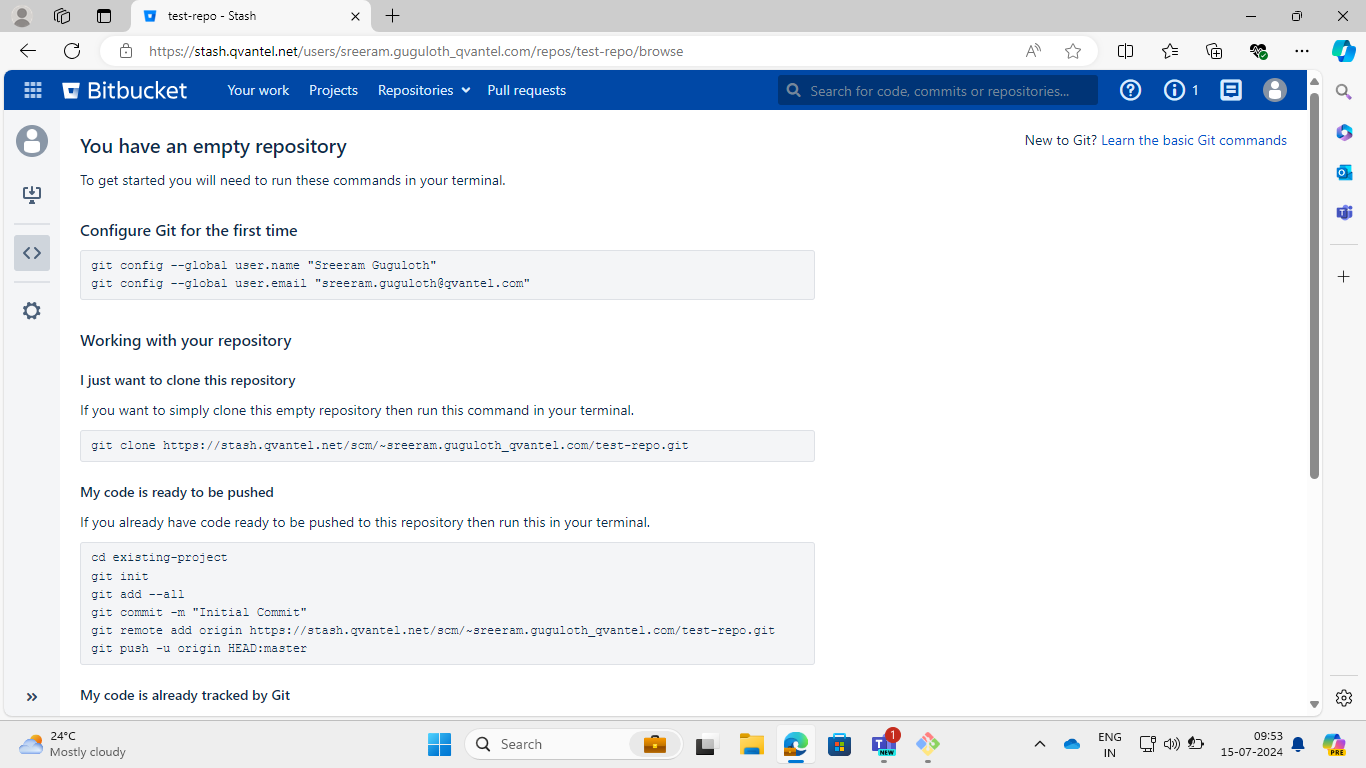 test-repo - Stash
https://stash.qvantel.net/users/sreeram.guguloth_qvantel.com/repos/test-repo/browse
Bitbucket
Your work
Projects
Repositories
Pull requests
Search for code, commits or repositories...
1
You have an empty repository
New to Git? Learn the basic Git commands
To get started you will need to run these commands in your terminal.
Configure Git for the first time
git config --global user.name "Sreeram Guguloth"
git config --global user.email "sreeram.guguloth@qvantel.com"
Working with your repository
I just want to clone this repository
If you want to simply clone this empty repository then run this command in your terminal.
git clone https://stash.qvantel.net/scm/~sreeram.guguloth_qvantel.com/test-repo.git
My code is ready to be pushed
If you already have code ready to be pushed to this repository then run this in your terminal.
cd existing-project
git init
git add --all
git commit -m "Initial Commit"
git remote add origin https://stash.qvantel.net/scm/~sreeram.guguloth_qvantel.com/test-repo.git
git push -u origin HEAD:master
My code is already tracked by Git
24°C
Mostly cloudy
Search
NEW
1
ENG
IN
09:53
15-07-2024
PRE